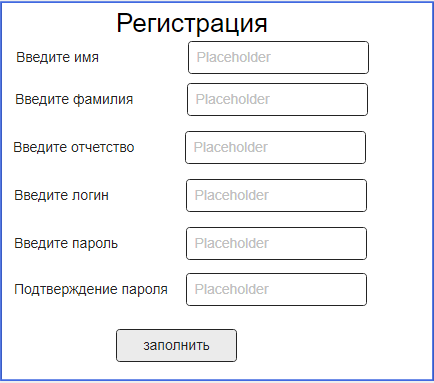 Регистрация
Введите имя Placeholder
Введите фамилия Placeholder
Введите отчетство Placeholder
Введите логин Placeholder
Введите пароль Placeholder
Подтверждение пароля Placeholder
заполнить